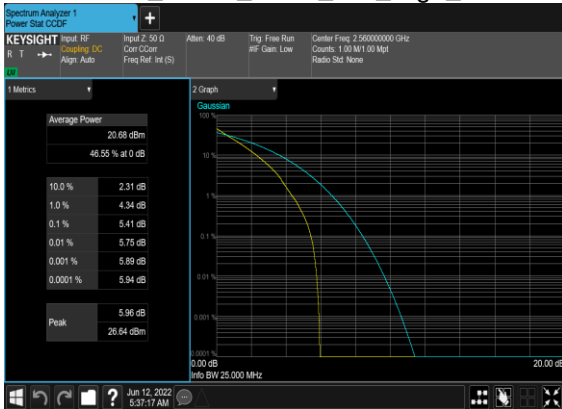 Spectrum Analyzer 1
Power Stat CCDF
KEYSIGHT
R T
LW
Input: RF
Coupling: DC
Align: Auto
Input Z: 50 Ω
Corr CCorr
Freq Ref: Int (S)
Atten: 40 dB
Trig: Free Run
#IF Gain: Low
Center Freq: 2.560000000 GHz
Counts: 1.00 M/1.00 Mpt
Radio Std: None
1 Metrics
Average Power
20.68 dBm
46.55 % at 0 dB
10.0 % 2.31 dB
1.0 % 4.34 dB
0.1 % 5.41 dB
0.01 % 5.75 dB
0.001 % 5.89 dB
0.0001 % 5.94 dB
Peak
5.96 dB
26.64 dBm
2 Graph
Gaussian
100 %
10 %
1 %
0.1 %
0.01 %
0.001 %
0.0001 %
0.00 dB 20.00 dB
Info BW 25.000 MHz
Jun 12, 2022
5:37:17 AM